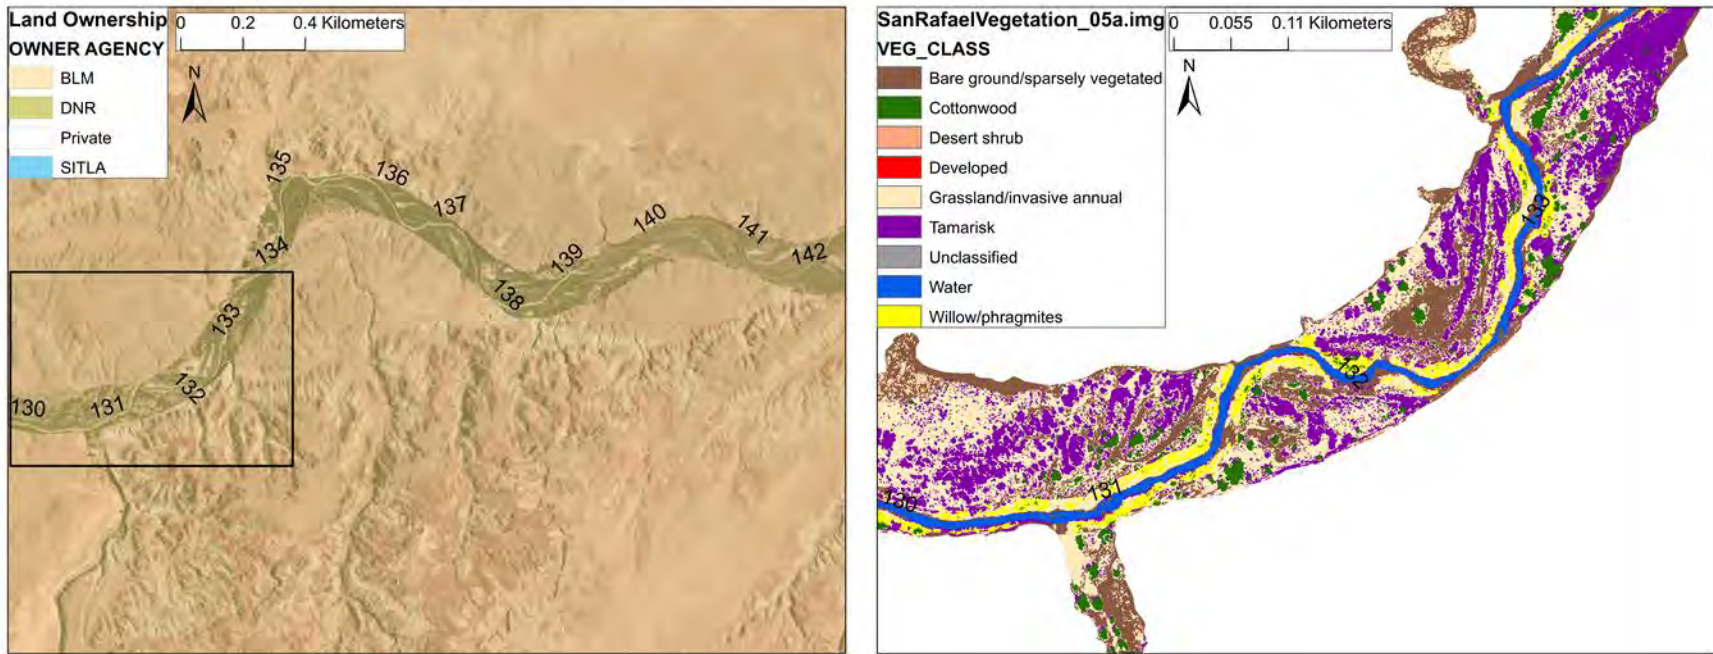 Land Ownership
OWNER AGENCY
BLM
DNR
Private
SITLA
0 0.2 0.4 Kilometers
N
135
136
137
140
141
142
139
138
134
133
132
131
130
SanRafaelVegetation_05a.img
VEG_CLASS
Bare ground/sparsely vegetated
Cottonwood
Desert shrub
Developed
Grassland/invasive annual
Tamarisk
Unclassified
Water
Willow/phragmites
0 0.055 0.11 Kilometers
N
133
132
131
130